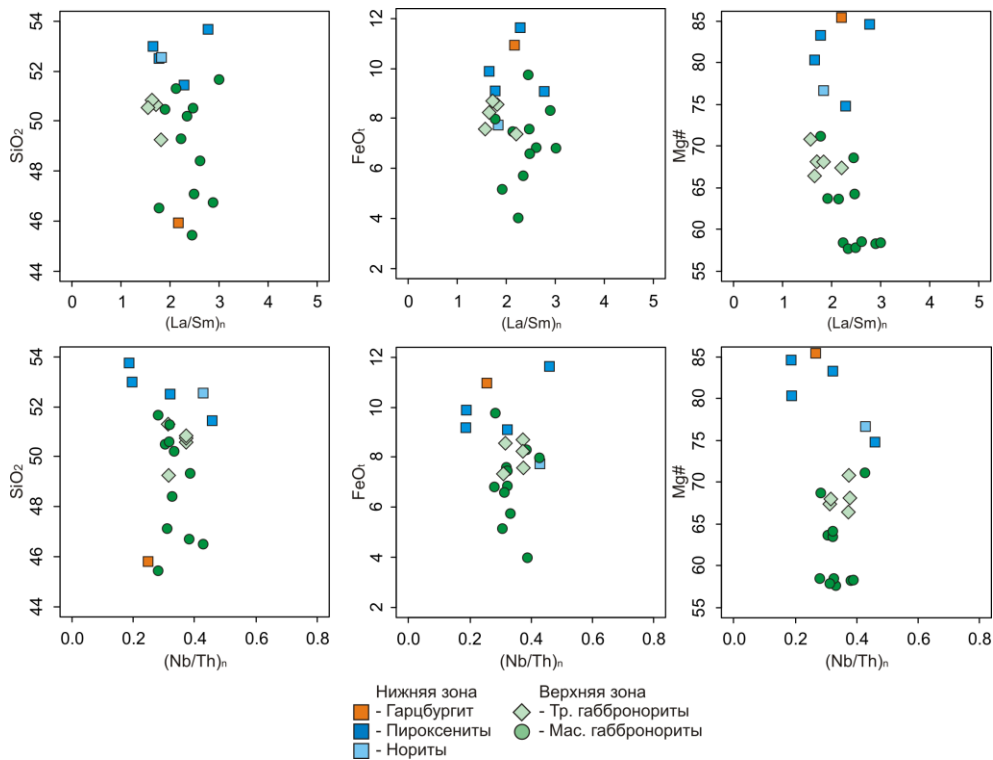 54
52
50
48
46
44
SiO₂
0 1 2 3 4 5
(La/Sm)ₙ
12
10
8
6
4
2
FeOₜ
0 1 2 3 4 5
(La/Sm)ₙ
85
80
75
70
65
60
55
Mg#
0 1 2 3 4 5
(La/Sm)ₙ
54
52
50
48
46
44
SiO₂
0.0 0.2 0.4 0.6 0.8
(Nb/Th)ₙ
12
10
8
6
4
2
FeOₜ
0.0 0.2 0.4 0.6 0.8
(Nb/Th)ₙ
85
80
75
70
65
60
55
Mg#
0.0 0.2 0.4 0.6 0.8
(Nb/Th)ₙ
Нижняя зона
- Гарцбургит
- Пироксениты
- Нориты
Верхняя зона
- Тр. габбронориты
- Мас. габбронориты